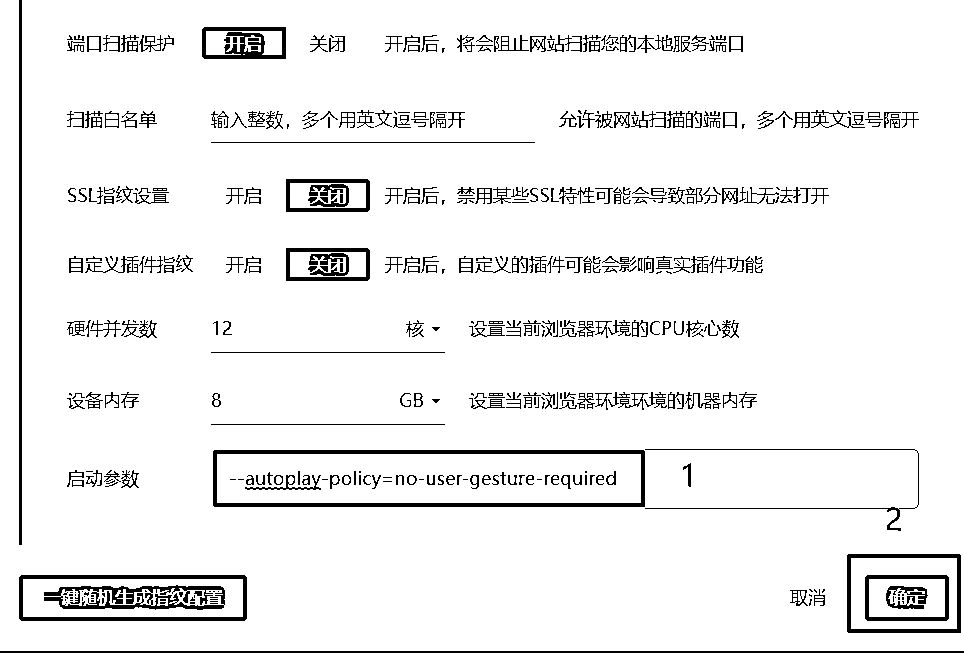 端口扫描保护 开启 关闭 开启后，将会阻止网站扫描您的本地服务端口
扫描白名单 输入整数，多个用英文逗号隔开 允许被网站扫描的端口，多个用英文逗号隔开
SSL指纹设置 开启 关闭 开启后，禁用某些SSL特性可能会导致部分网址无法打开
自定义插件指纹 开启 关闭 开启后，自定义的插件可能会影响真实插件功能
硬件并发数 12 核 设置当前浏览器环境的CPU核心数
设备内存 8 GB 设置当前浏览器环境环境的机器内存
启动参数 --autoplay-policy=no-user-gesture-required 1
2
一键随机生成指纹配置 取消 确定